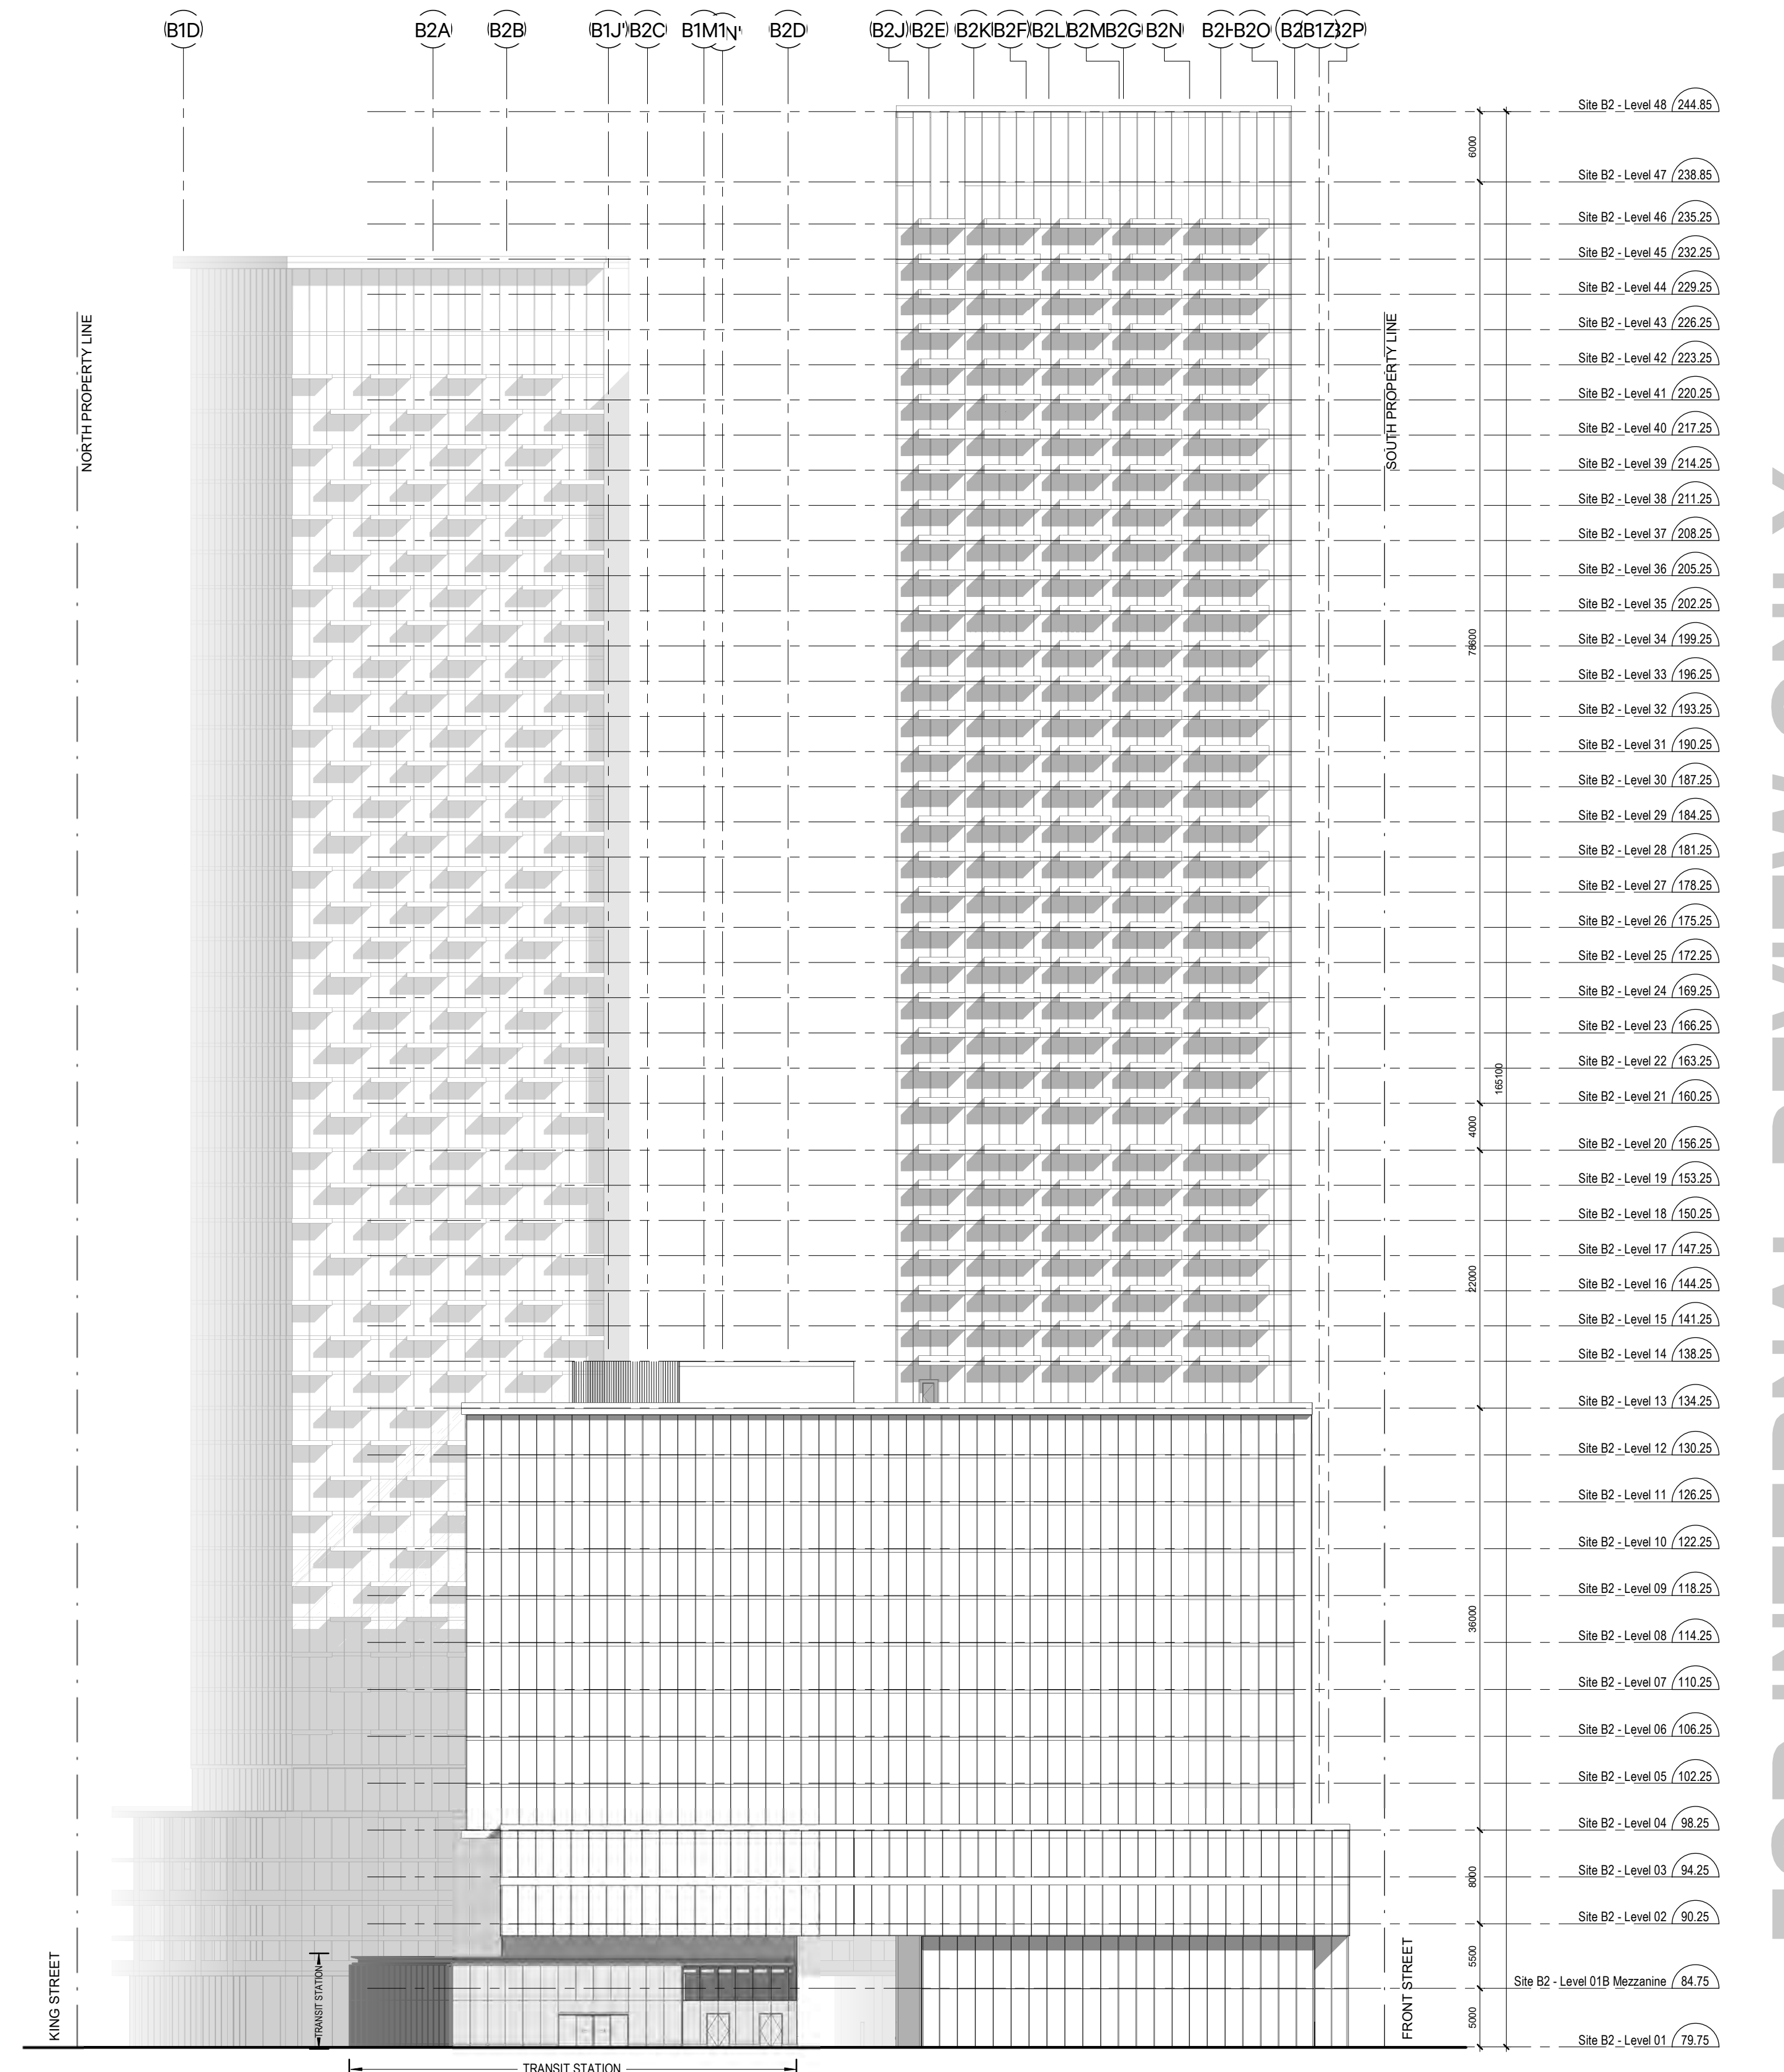 B1D
B2A
B2B
B1J'
B2C
B1M
B2D
B2J
B2E
B2K
B2F
B2L
B2M
B2G
B2N
B2O
B1Z
B2P
Site B2 - Level 48 244.85
6000
Site B2 - Level 47 238.85
Site B2 - Level 46 235.25
Site B2 - Level 45 232.25
Site B2 - Level 44 229.25
NORTH PROPERTY LINE
SOUTH PROPERTY LINE
Site B2 - Level 43 226.25
Site B2 - Level 42 223.25
Site B2 - Level 41 220.25
Site B2 - Level 40 217.25
Site B2 - Level 39 214.25
Site B2 - Level 38 211.25
Site B2 - Level 37 208.25
Site B2 - Level 36 205.25
Site B2 - Level 35 202.25
78600
Site B2 - Level 34 199.25
Site B2 - Level 33 196.25
Site B2 - Level 32 193.25
Site B2 - Level 31 190.25
Site B2 - Level 30 187.25
Site B2 - Level 29 184.25
Site B2 - Level 28 181.25
Site B2 - Level 27 178.25
Site B2 - Level 26 175.25
Site B2 - Level 25 172.25
Site B2 - Level 24 169.25
Site B2 - Level 23 166.25
Site B2 - Level 22 163.25
165100
Site B2 - Level 21 160.25
4000
Site B2 - Level 20 156.25
Site B2 - Level 19 153.25
Site B2 - Level 18 150.25
Site B2 - Level 17 147.25
22000
Site B2 - Level 16 144.25
Site B2 - Level 15 141.25
Site B2 - Level 14 138.25
Site B2 - Level 13 134.25
Site B2 - Level 12 130.25
Site B2 - Level 11 126.25
Site B2 - Level 10 122.25
Site B2 - Level 09 118.25
36000
Site B2 - Level 08 114.25
Site B2 - Level 07 110.25
Site B2 - Level 06 106.25
Site B2 - Level 05 102.25
Site B2 - Level 04 98.25
8000
Site B2 - Level 03 94.25
Site B2 - Level 02 90.25
5500
Site B2 - Level 01B Mezzanine 84.75
5000
Site B2 - Level 01 79.75
KING STREET
TRANSIT STATION
FRONT STREET
TRANSIT STATION